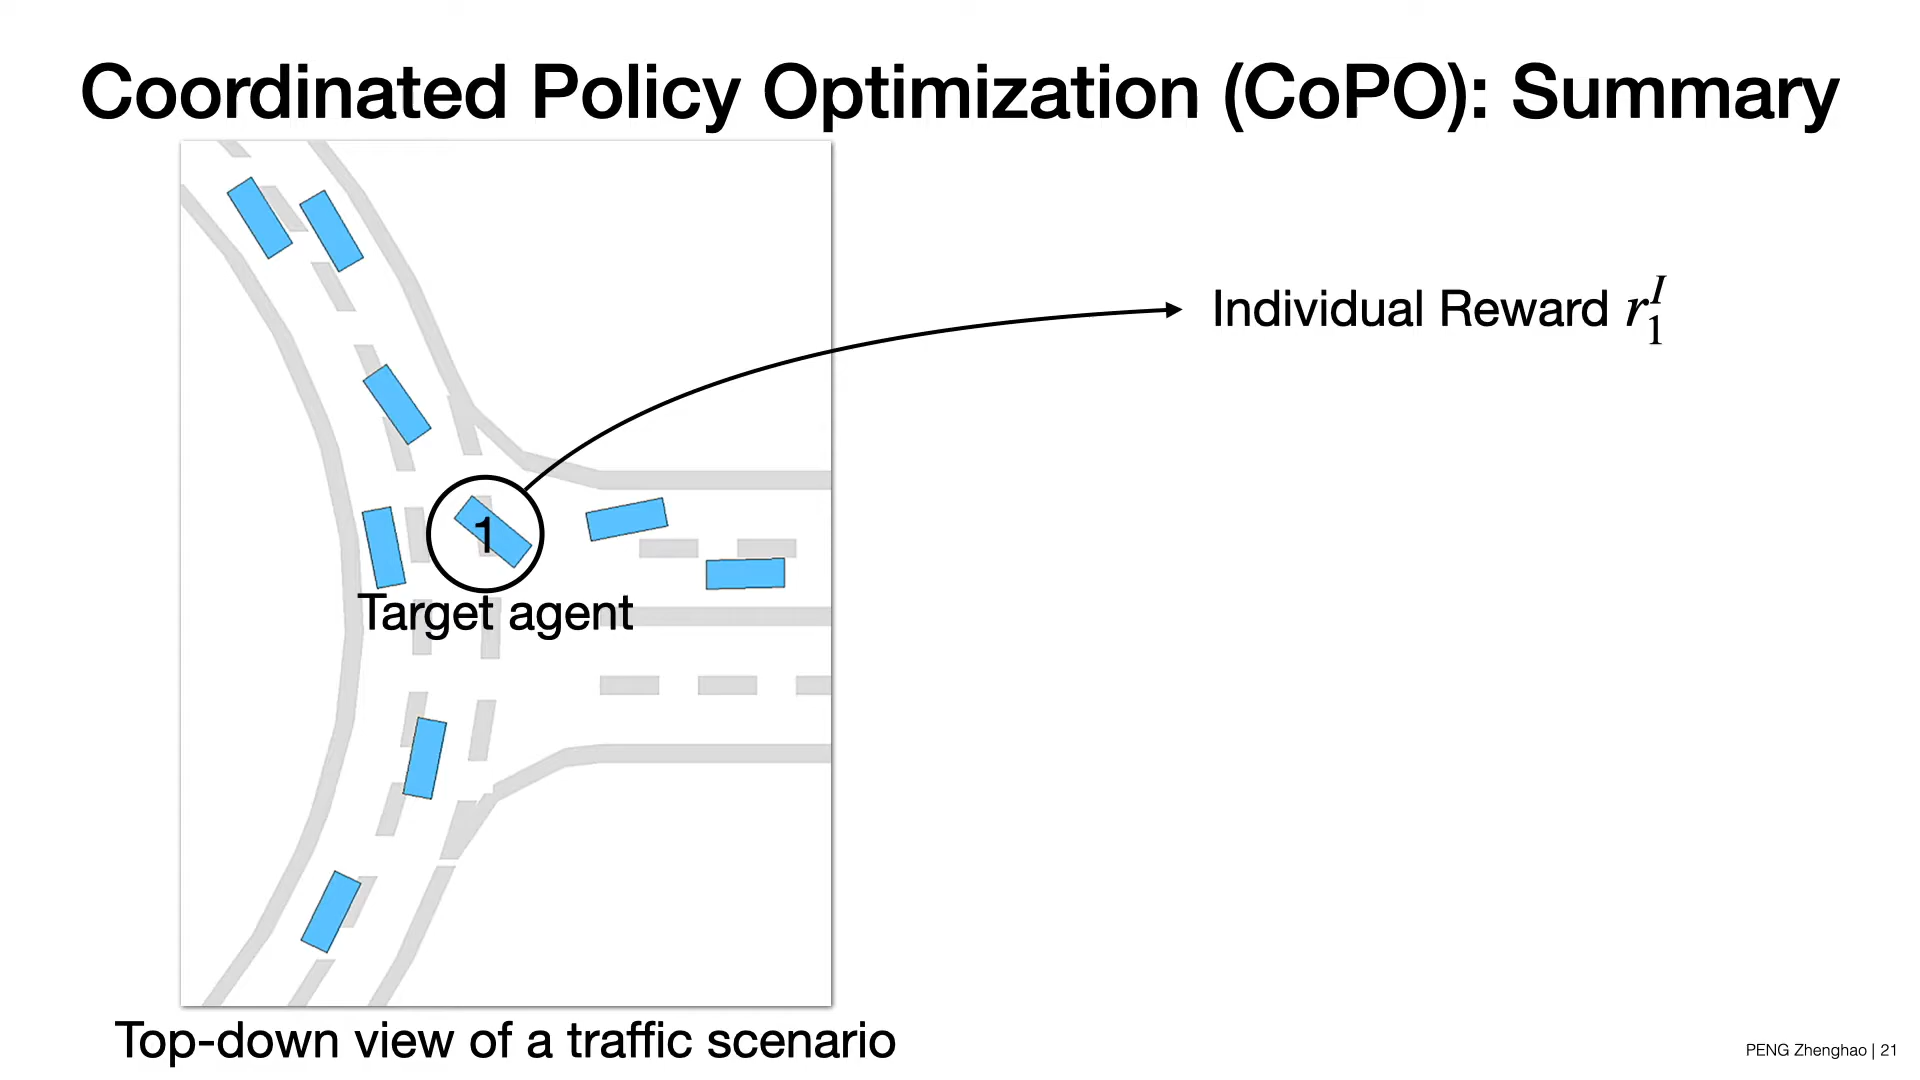 Coordinated Policy Optimization (CoPO): Summary
Individual Reward $r_1^I$
1
Target agent
Top-down view of a traffic scenario
PENG Zhenghao | 21